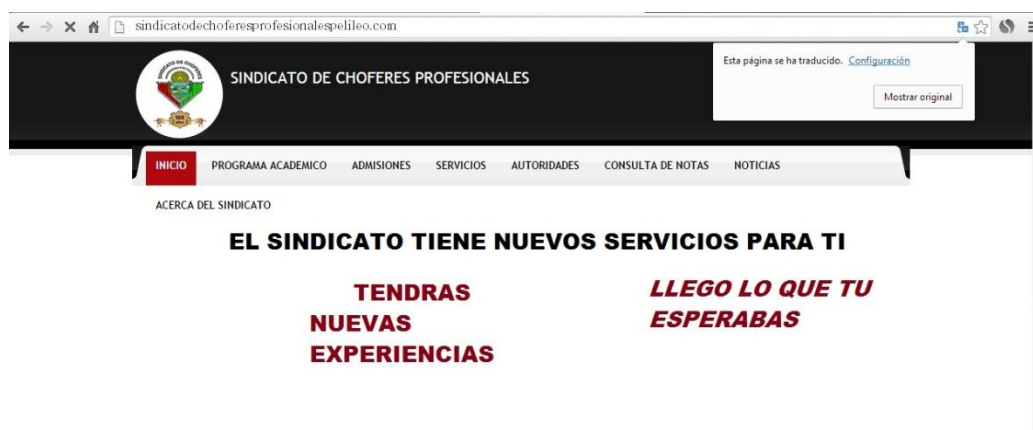 sindicatodechoferesprofesionalespelileo.com
Esta página se ha traducido. Configuración
Mostrar original
SINDICATO DE CHOFERES PROFESIONALES
100
INICIO PROGRAMA ACADEMICO ADMISIONES SERVICIOS AUTORIDADES CONSULTA DE NOTAS NOTICIAS
ACERCA DEL SINDICATO
EL SINDICATO TIENE NUEVOS SERVICIOS PARA TI
TENDRAS
NUEVAS
EXPERIENCIAS
LLEGO LO QUE TU
ESPERABAS